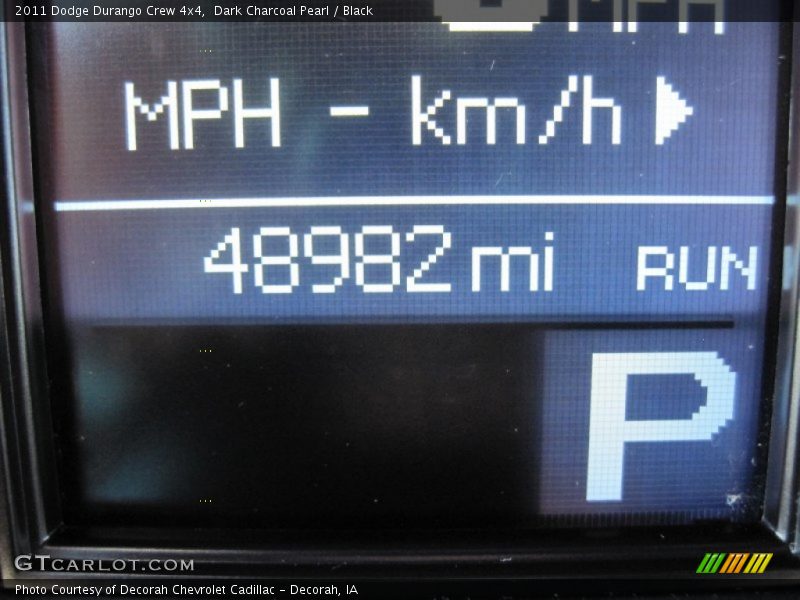 2011 Dodge Durango Crew 4x4,  Dark Charcoal Pearl / Black
MPH
MPH - km/h
48982 mi RUN
P
GTCARLOT.COM
Photo Courtesy of Decorah Chevrolet Cadillac - Decorah, IA